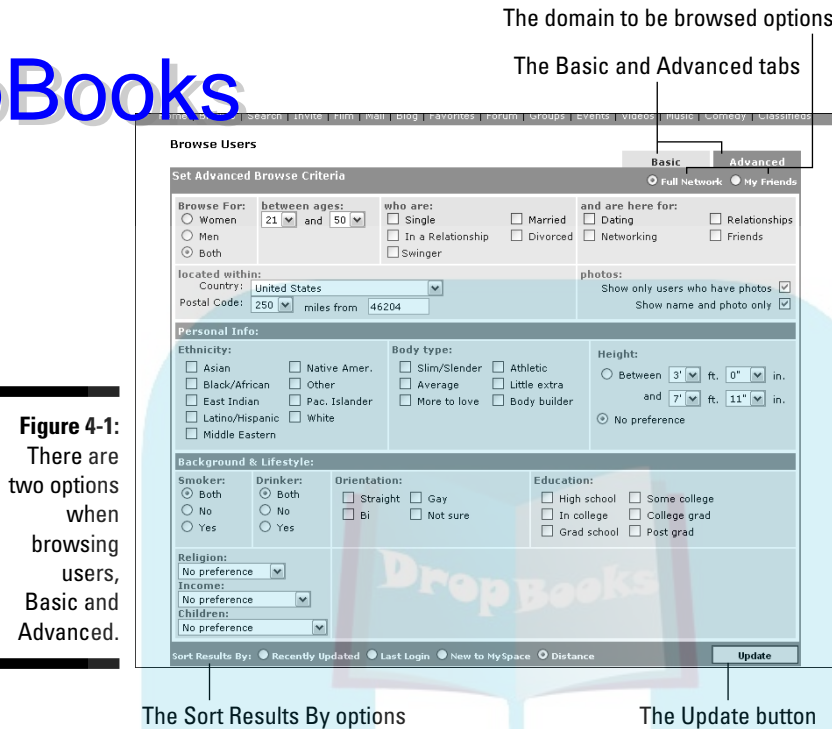 The domain to be browsed options
The Basic and Advanced tabs
Books
Home | Browse | Search | Invite | Film | Mail | Blog | Favorites | Forum | Groups | Events | Videos | Music | Comedy | Classifieds
Browse Users
Basic Advanced
Set Advanced Browse Criteria
Full Network My Friends
Browse For: between ages: who are: and are here for:
Women 21 and 50 Single Married Dating Relationships
Men In a Relationship Divorced Networking Friends
Both Swinger
located within: photos:
Country: United States Show only users who have photos
Postal Code: 250 miles from 46204 Show name and photo only
Personal Info:
Ethnicity: Body type: Height:
Asian Native Amer. Slim/Slender Athletic
Between 3' ft. 0" in.
Black/African Other Average Little extra
East Indian Pac. Islander More to love Body builder
and 7' ft. 11" in.
Latino/Hispanic White
No preference
Middle Eastern
Background & Lifestyle:
Smoker: Drinker: Orientation: Education:
Both Both Straight Gay High school Some college
No No Bi Not sure In college College grad
Yes Yes Grad school Post grad
Religion:
No preference
Income:
No preference
Children:
No preference
Sort Results By: Recently Updated Last Login New to MySpace Distance Update
DropBooks
Figure 4-1:
There are
two options
when
browsing
users,
Basic and
Advanced.
The Sort Results By options
The Update button